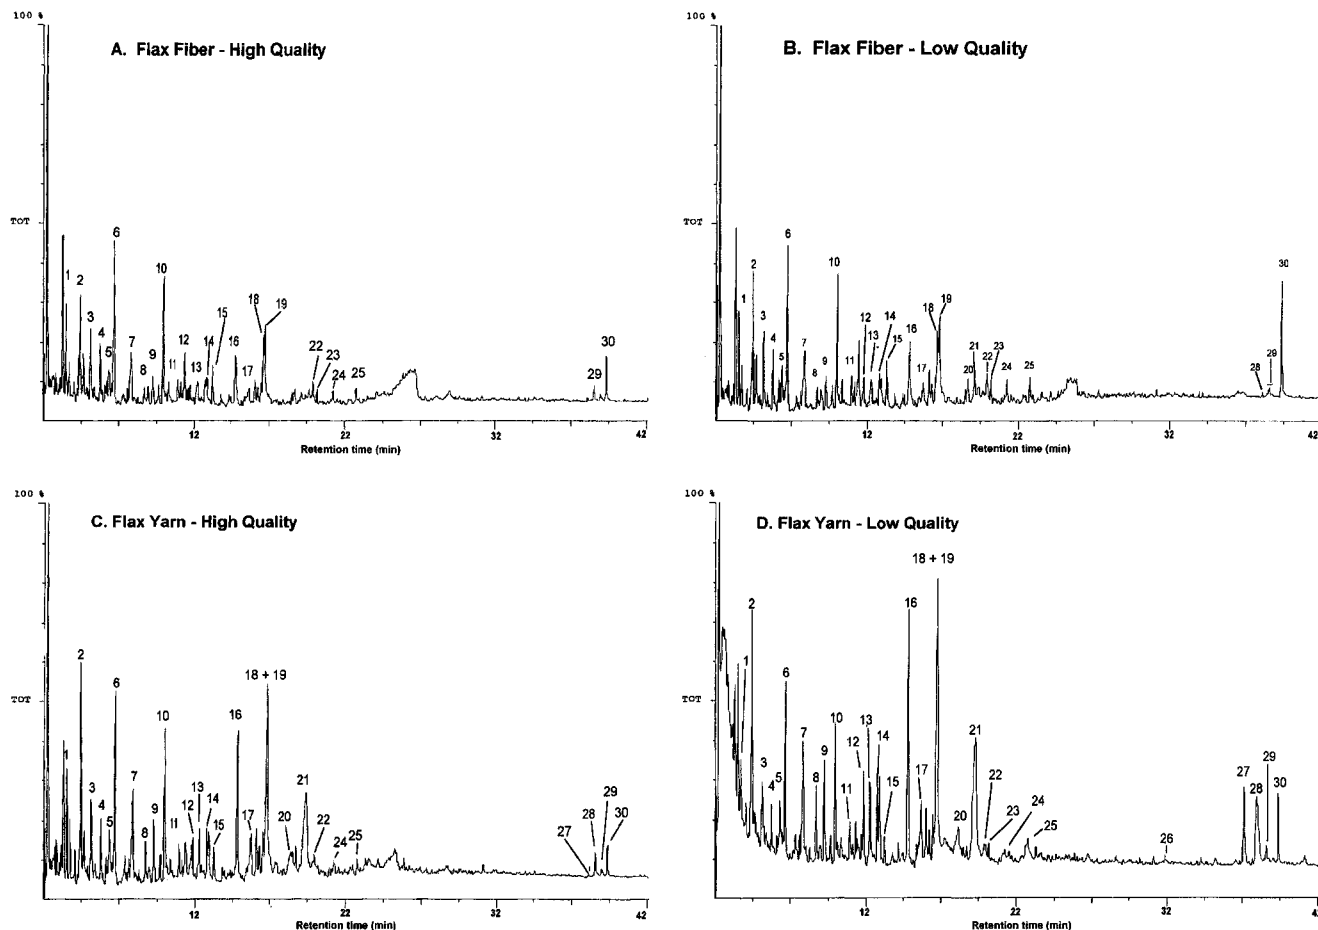 100 %
A. Flax Fiber - High Quality
TOT
1 2 3 4 5 6 7 8 9 10 11 12 13 14 15 16 17 18 19 22 23 24 25 29 30
12 22 32 42
Retention time (min)
100 %
B. Flax Fiber - Low Quality
TOT
1 2 3 4 5 6 7 8 9 10 11 12 13 14 15 16 17 18 19 20 21 22 23 24 25 28 29 30
12 22 32 42
Retention time (min)
100 %
C. Flax Yarn - High Quality
TOT
1 2 3 4 5 6 7 8 9 10 11 12 13 14 15 16 17 18 + 19 20 21 22 24 25 27 28 29 30
12 22 32 42
Retention time (min)
100 %
D. Flax Yarn - Low Quality
TOT
1 2 3 4 5 6 7 8 9 10 11 12 13 14 15 16 17 18 + 19 20 21 22 23 24 25 26 27 28 29 30
12 22 32 42
Retention time (min)